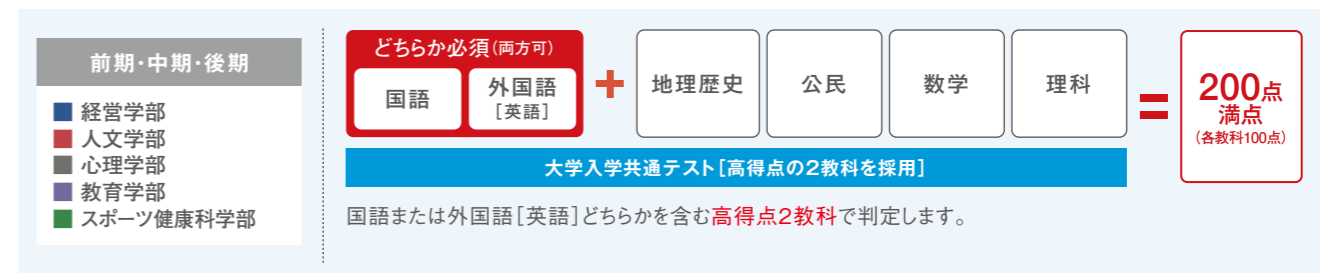 前期・中期・後期
経営学部
人文学部
心理学部
教育学部
スポーツ健康科学部
どちらか必須(両方可)
国語
外国語
[英語]
+
地理歴史
公民
数学
理科
=
200点
満点
(各教科100点)
大学入学共通テスト[高得点の2教科を採用]
国語または外国語[英語]どちらかを含む高得点2教科で判定します。